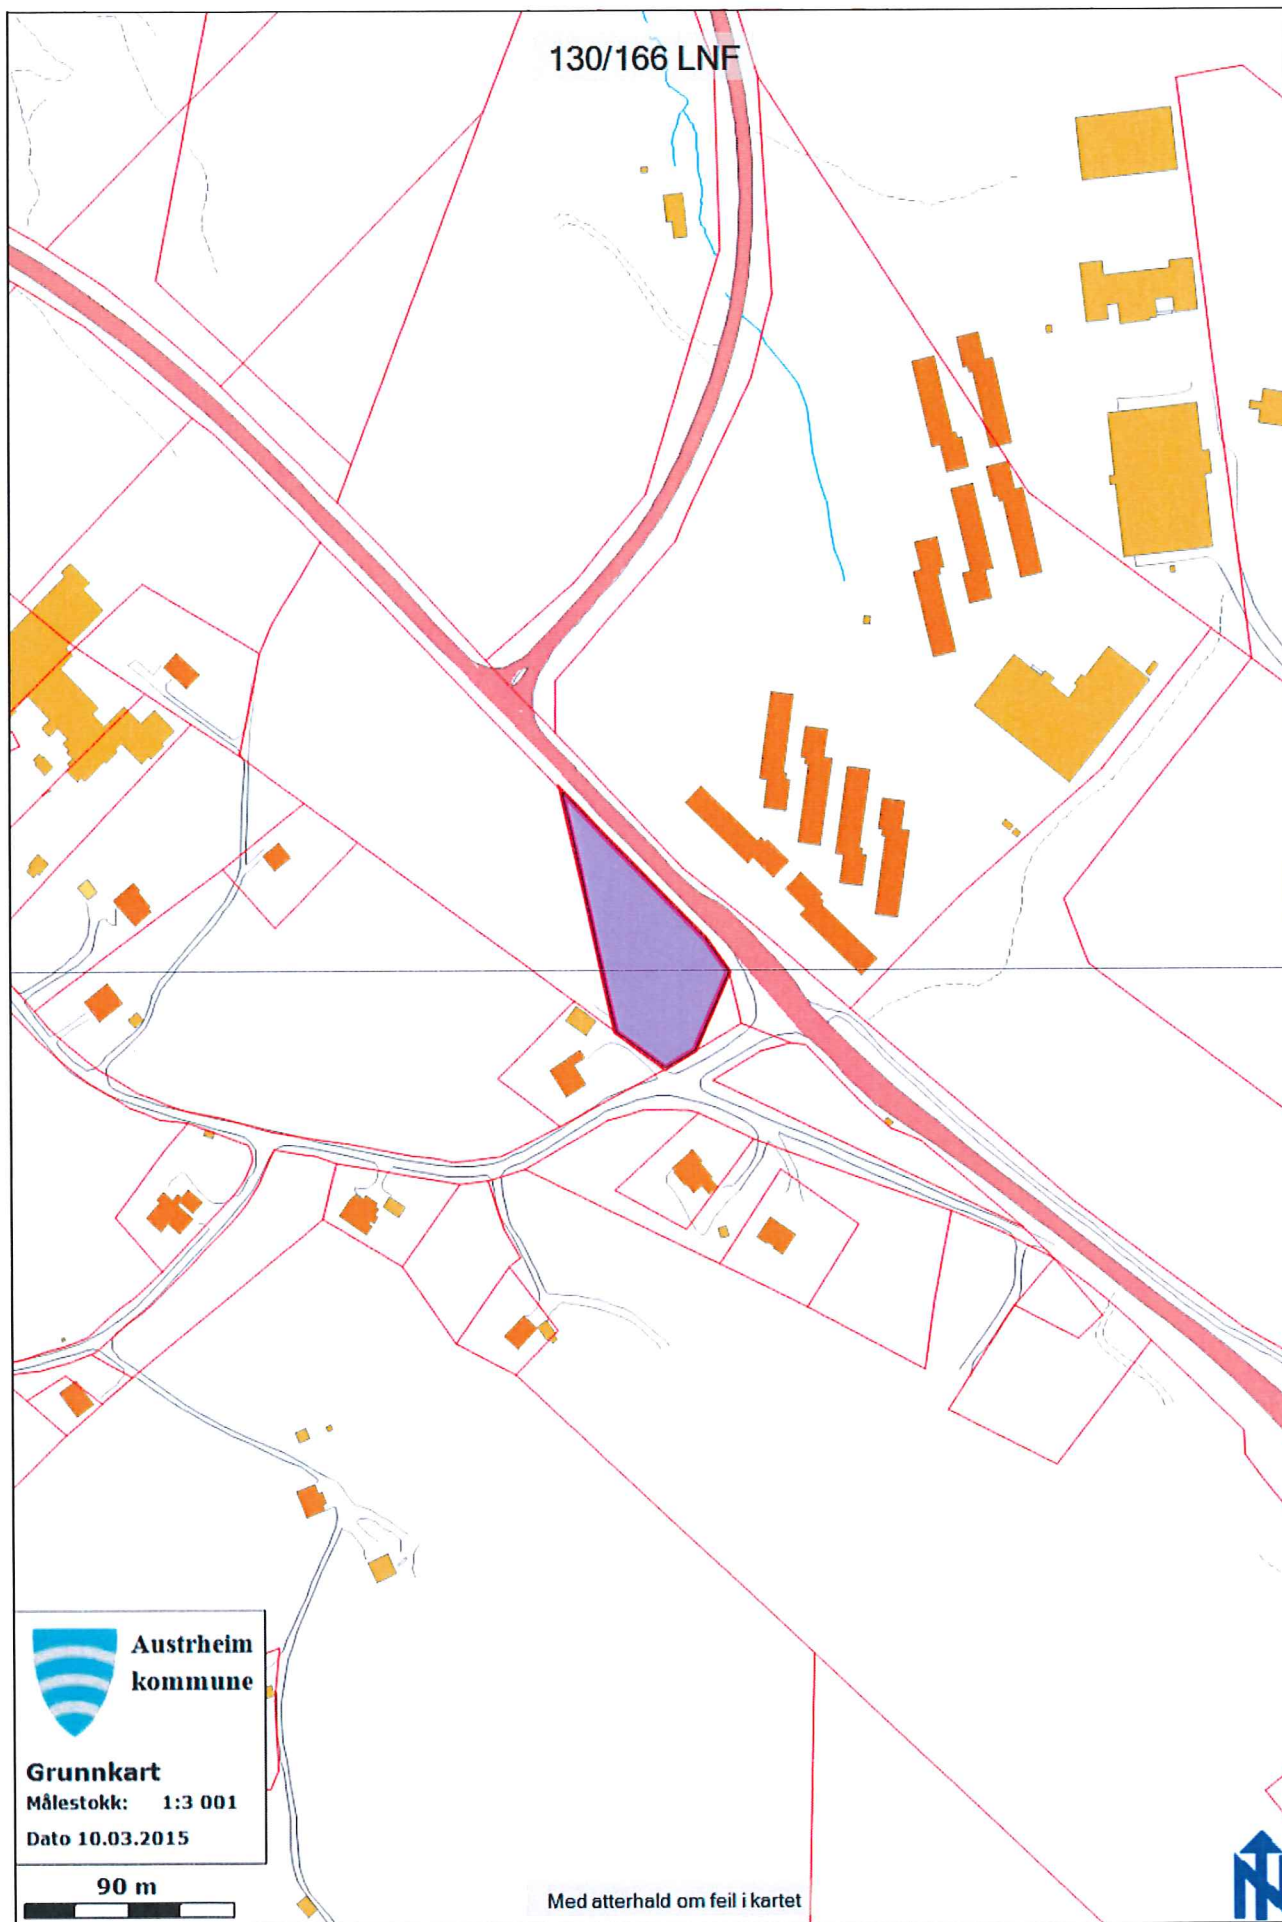 130/166 LNF
Austrheim
kommune
Grunnkart
Målestokk: 1:3 001
Dato 10.03.2015
90 m
Med atterhald om feil i kartet
N